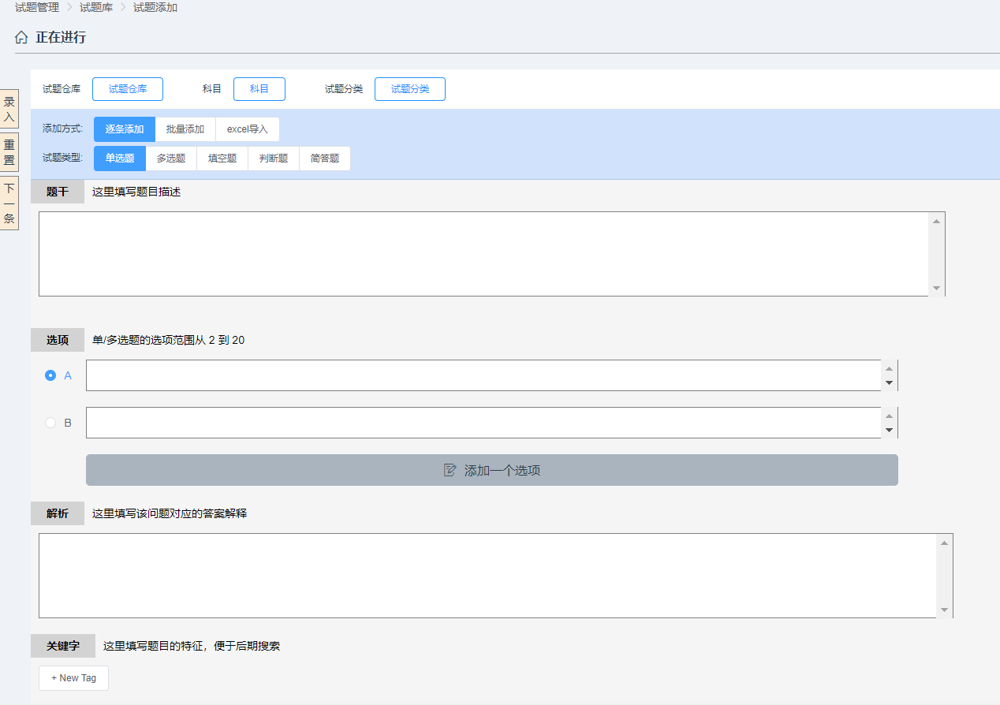 试题管理 > 试题库 > 试题添加
正在进行
录入
重置
下一条
试题仓库 试题仓库 科目 科目 试题分类 试题分类
添加方式: 逐条添加 批量添加 excel导入
试题类型: 单选题 多选题 填空题 判断题 简答题
题干 这里填写题目描述
选项 单/多选题的选项范围从 2 到 20
A
B
添加一个选项
解析 这里填写该问题对应的答案解释
关键字 这里填写题目的特征，便于后期搜索
+ New Tag